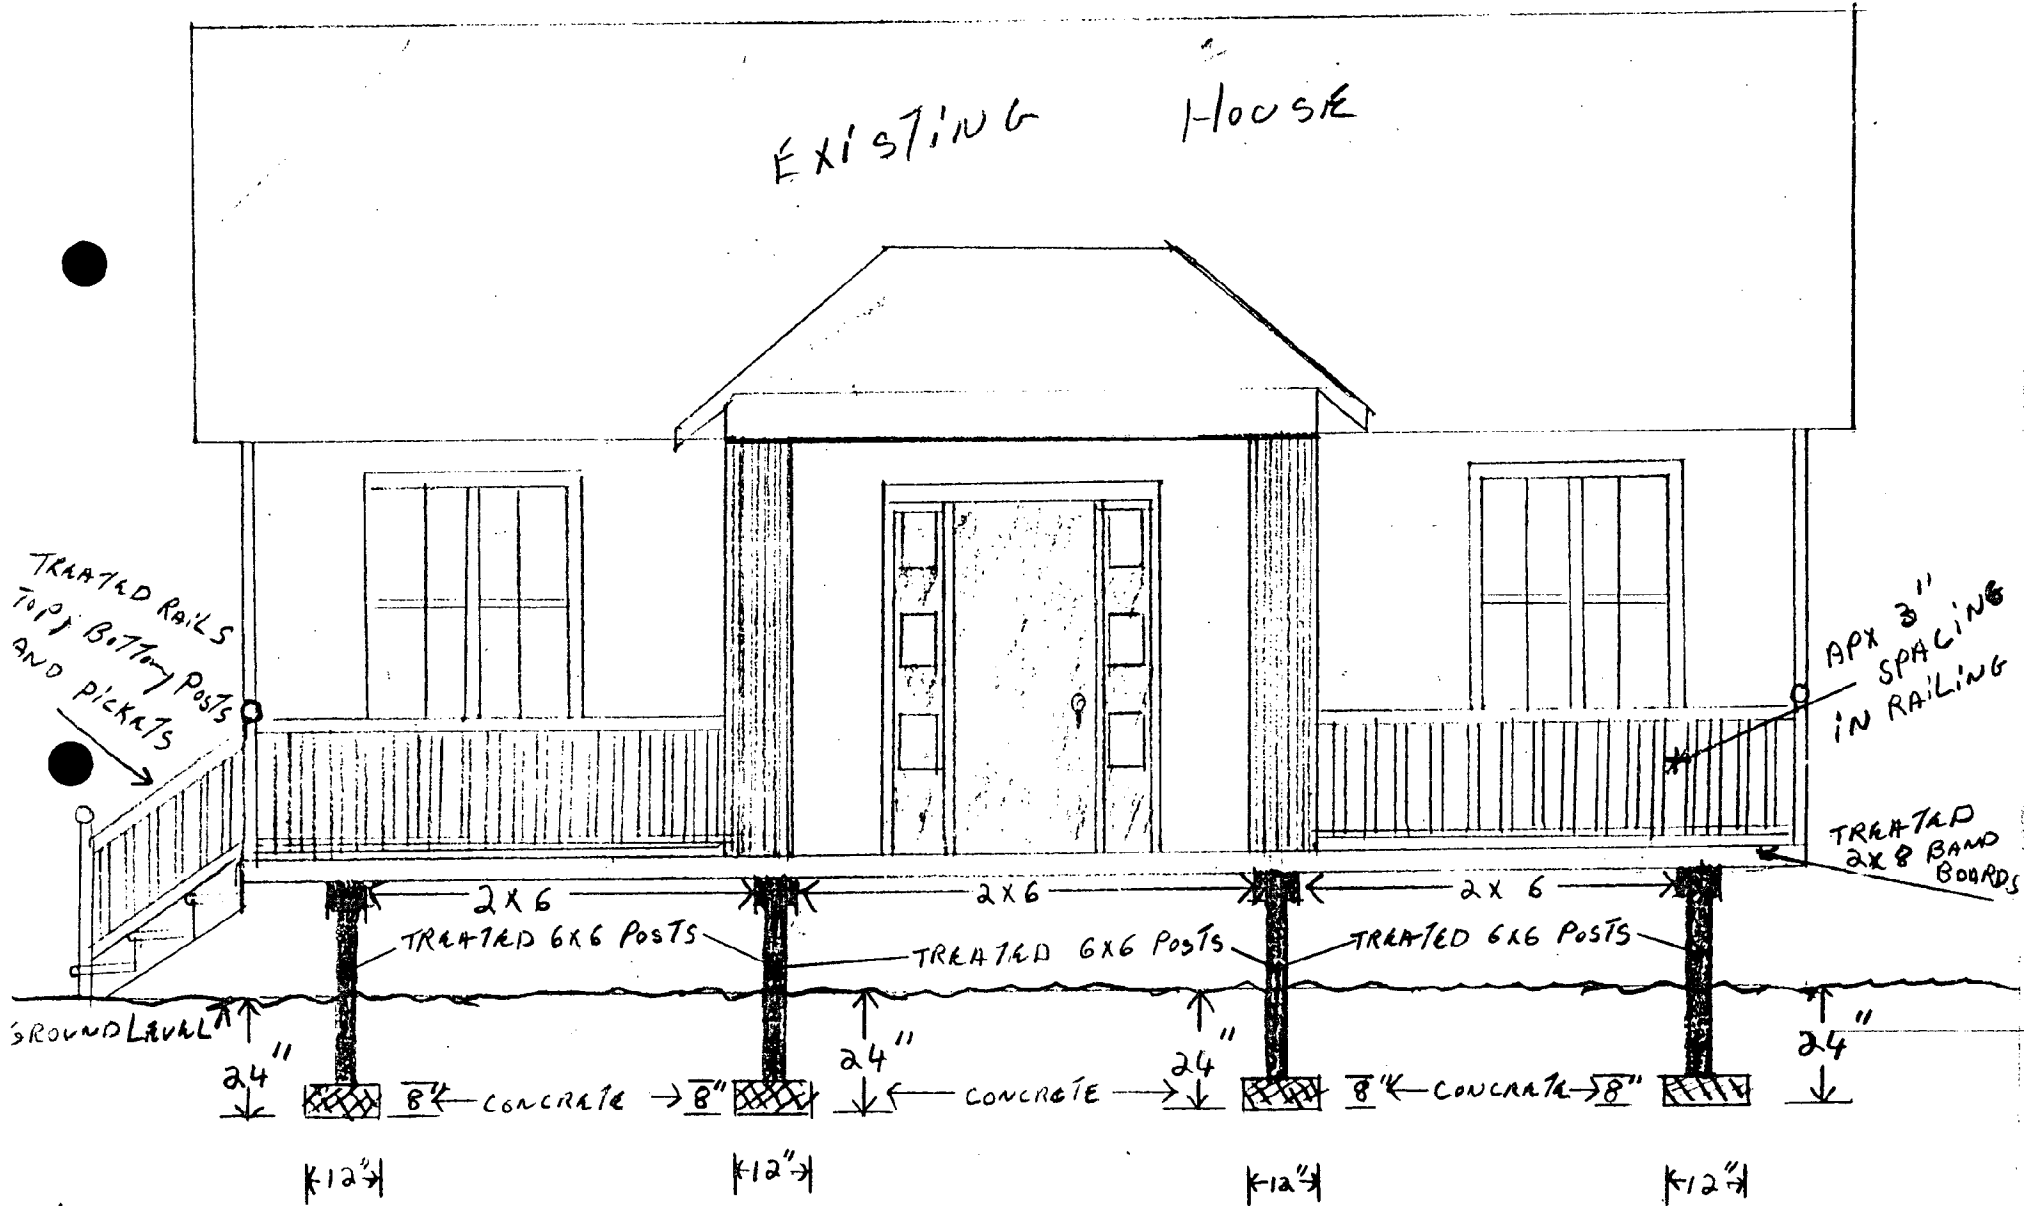 EXISTING HOUSE
TREATED RAILS
TOP & BOTTOM POSTS
AND PICKETS
APX 3"
SPACING
IN RAILING
TREATED
2X8 BAND
BOARDS
2X6 2X6 2X6
TREATED 6X6 POSTS TREATED 6X6 POSTS TREATED 6X6 POSTS
GROUND LEVEL
24" 24" 24" 24"
8" CONCRETE 8" CONCRETE 8" CONCRETE 8"
12" 12" 12" 12"